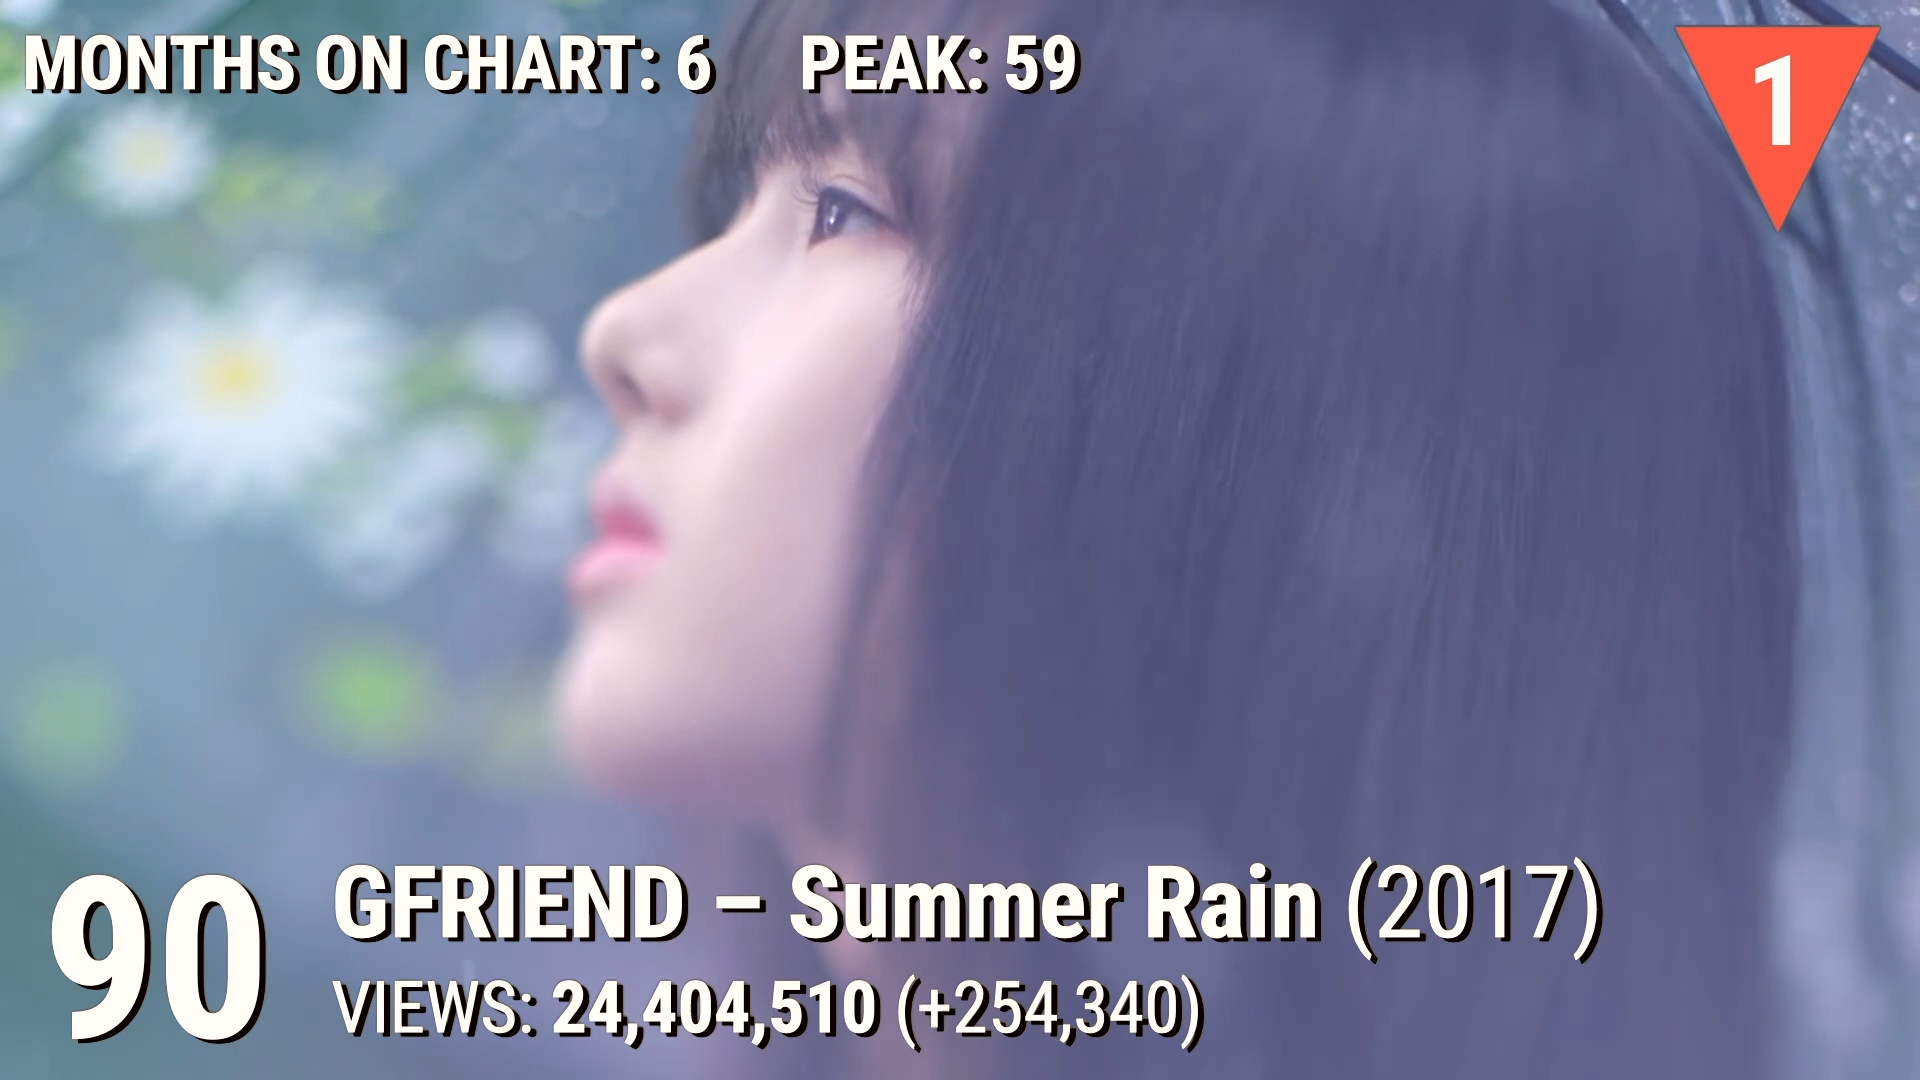 MONTHS ON CHART: 6 PEAK: 59
1
90
GFRIEND – Summer Rain (2017)
VIEWS: 24,404,510 (+254,340)